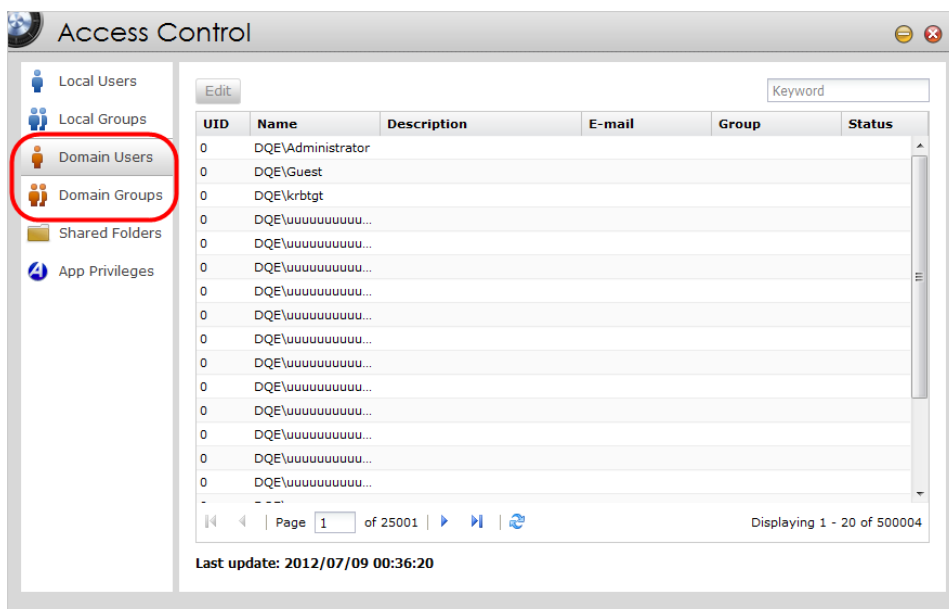 Access Control
Local Users
Local Groups
Domain Users
Domain Groups
Shared Folders
App Privileges
Edit
Keyword
UID Name Description E-mail Group Status
0 DQE\Administrator
0 DQE\Guest
0 DQE\krbtgt
0 DQE\uuuuuuuuuu...
0 DQE\uuuuuuuuuu...
0 DQE\uuuuuuuuuu...
0 DQE\uuuuuuuuuu...
0 DQE\uuuuuuuuuu...
0 DQE\uuuuuuuuuu...
0 DQE\uuuuuuuuuu...
0 DQE\uuuuuuuuuu...
0 DQE\uuuuuuuuuu...
0 DQE\uuuuuuuuuu...
0 DQE\uuuuuuuuuu...
0 DQE\uuuuuuuuuu...
Page 1 of 25001
Displaying 1 - 20 of 500004
Last update: 2012/07/09 00:36:20